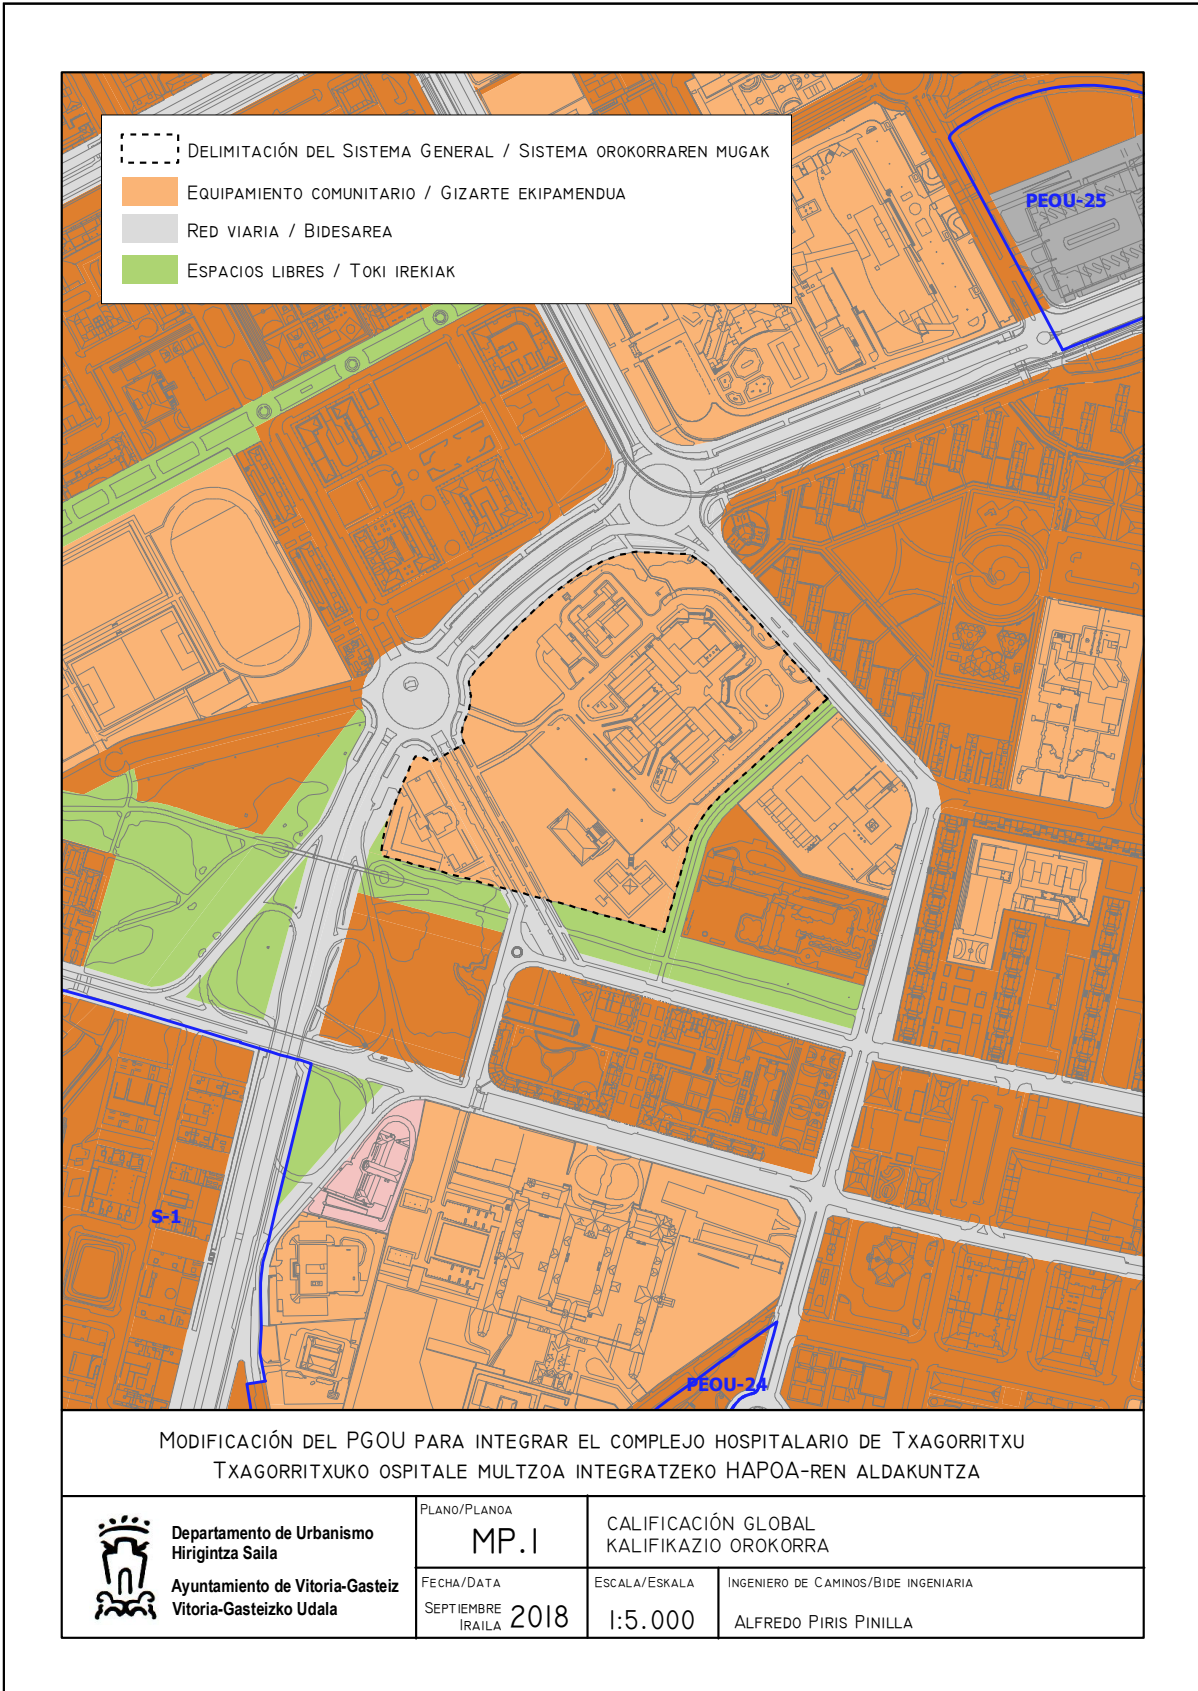 DELIMITACIÓN DEL SISTEMA GENERAL / SISTEMA OROKORRAREN MUGAK
EQUIPAMIENTO COMUNITARIO / GIZARTE EKIPAMENDUA
RED VIARIA / BIDESAREA
ESPACIOS LIBRES / TOKI IREKIAK
PEOU-25
S-1
PEOU-24
MODIFICACIÓN DEL PGOU PARA INTEGRAR EL COMPLEJO HOSPITALARIO DE TXAGORRITXU
TXAGORRITXUKO OSPITALE MULTZOA INTEGRATZEKO HAPOA-REN ALDAKUNTZA
Departamento de Urbanismo
Hirigintza Saila
Ayuntamiento de Vitoria-Gasteiz
Vitoria-Gasteizko Udala
PLANO/PLANOA
MP.1
CALIFICACIÓN GLOBAL
KALIFIKAZIO OROKORRA
FECHA/DATA
SEPTIEMBRE
IRAILA 2018
ESCALA/ESKALA
1:5.000
INGENIERO DE CAMINOS/BIDE INGENIARIA
ALFREDO PIRIS PINILLA